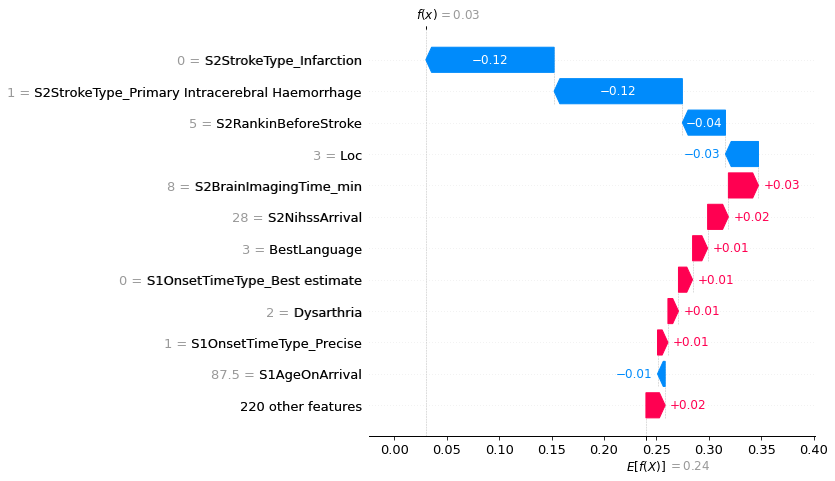 f(x) = 0.03
0 = S2StrokeType_Infarction −0.12
1 = S2StrokeType_Primary Intracerebral Haemorrhage −0.12
5 = S2RankinBeforeStroke −0.04
3 = Loc −0.03
8 = S2BrainImagingTime_min +0.03
28 = S2NihssArrival +0.02
3 = BestLanguage +0.01
0 = S1OnsetTimeType_Best estimate +0.01
2 = Dysarthria +0.01
1 = S1OnsetTimeType_Precise +0.01
87.5 = S1AgeOnArrival −0.01
220 other features +0.02
0.00 0.05 0.10 0.15 0.20 0.25 0.30 0.35 0.40
E[f(X)] = 0.24